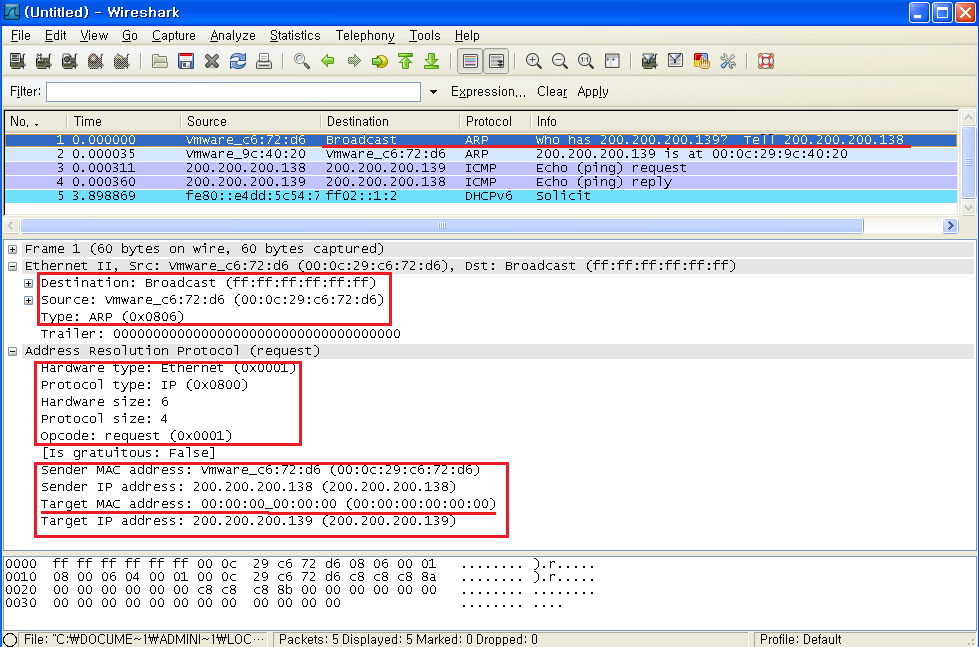 (Untitled) - Wireshark
File Edit View Go Capture Analyze Statistics Telephony Tools Help
Filter: Expression... Clear Apply
No. . Time Source Destination Protocol Info
1 0.000000 Vmware_c6:72:d6 Broadcast ARP Who has 200.200.200.139? Tell 200.200.200.138
2 0.000035 Vmware_9c:40:20 Vmware_c6:72:d6 ARP 200.200.200.139 is at 00:0c:29:9c:40:20
3 0.000311 200.200.200.138 200.200.200.139 ICMP Echo (ping) request
4 0.000360 200.200.200.139 200.200.200.138 ICMP Echo (ping) reply
5 3.898869 fe80::e4dd:5c54:7 ff02::1:2 DHCPv6 Solicit
Frame 1 (60 bytes on wire, 60 bytes captured)
Ethernet II, Src: Vmware_c6:72:d6 (00:0c:29:c6:72:d6), Dst: Broadcast (ff:ff:ff:ff:ff:ff)
Destination: Broadcast (ff:ff:ff:ff:ff:ff)
Source: Vmware_c6:72:d6 (00:0c:29:c6:72:d6)
Type: ARP (0x0806)
Trailer: 000000000000000000000000000000000000
Address Resolution Protocol (request)
Hardware type: Ethernet (0x0001)
Protocol type: IP (0x0800)
Hardware size: 6
Protocol size: 4
Opcode: request (0x0001)
[Is gratuitous: False]
Sender MAC address: Vmware_c6:72:d6 (00:0c:29:c6:72:d6)
Sender IP address: 200.200.200.138 (200.200.200.138)
Target MAC address: 00:00:00_00:00:00 (00:00:00:00:00:00)
Target IP address: 200.200.200.139 (200.200.200.139)
0000 ff ff ff ff ff ff 00 0c 29 c6 72 d6 08 06 00 01 ........ ).r.....
0010 08 00 06 04 00 01 00 0c 29 c6 72 d6 c8 c8 c8 8a ........ ).r.....
0020 00 00 00 00 00 00 c8 c8 c8 8b 00 00 00 00 00 00 ........ ........
0030 00 00 00 00 00 00 00 00 00 00 00 00 ........ ....
File: "C:₩DOCUME~1₩ADMINI~1₩LOC... Packets: 5 Displayed: 5 Marked: 0 Dropped: 0 Profile: Default